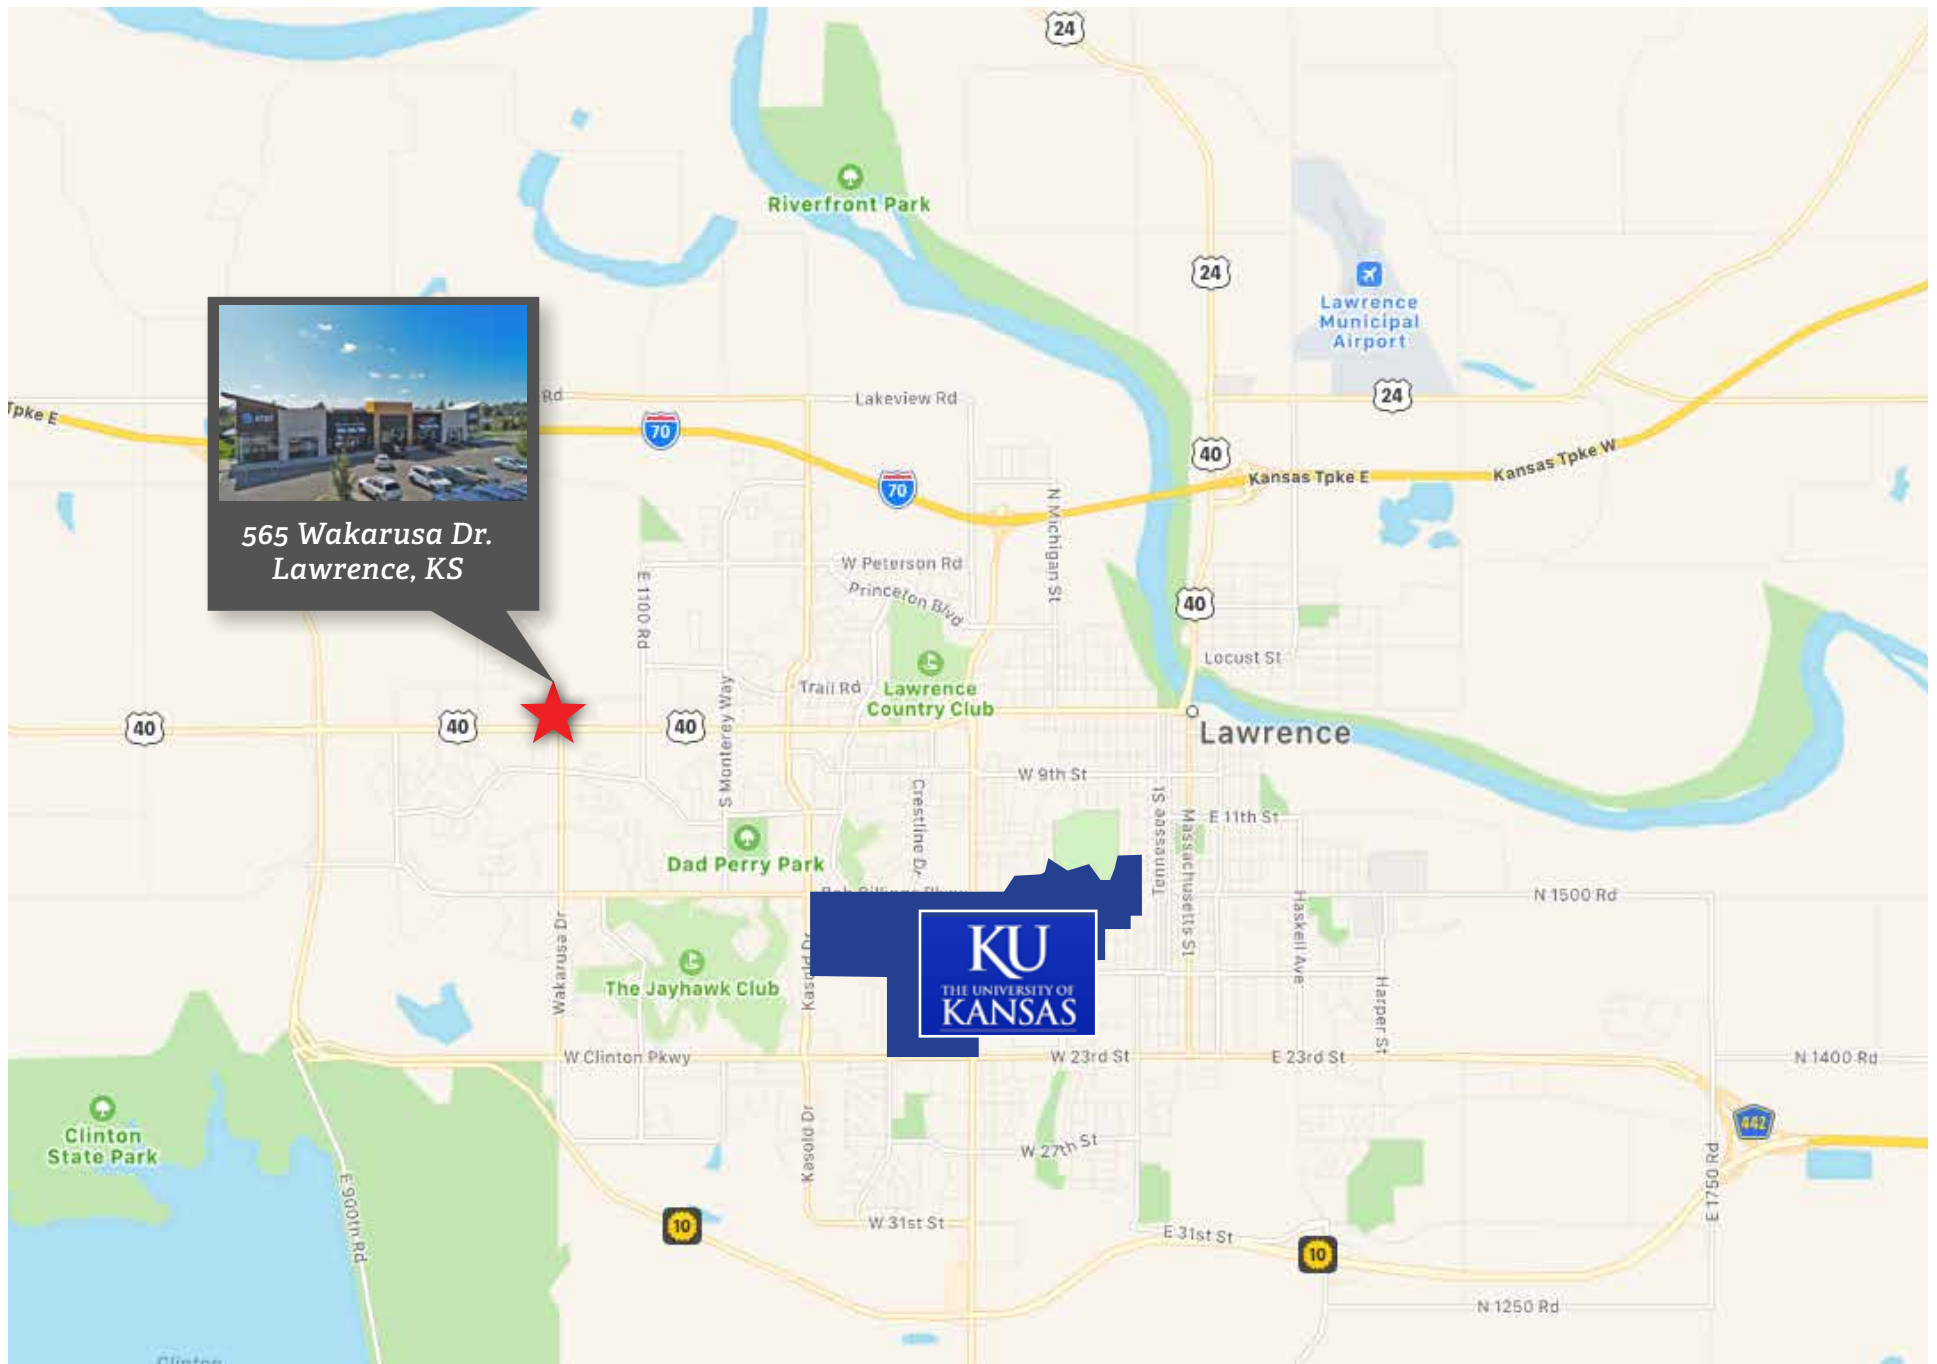 24
Riverfront Park
24
Lawrence
Municipal
Airport
24
Tpke E
AT&T
Rd
Lakeview Rd
70
70
40
Kansas Tpke E
Kansas Tpke W
565 Wakarusa Dr.
Lawrence, KS
N Michigan St
W Peterson Rd
E 1100 Rd
Princeton Blvd
40
Locust St
Trail Rd
Lawrence
Country Club
S Monterey Way
40
40
40
Lawrence
W 9th St
Crestline Dr
Tennessee St
Massachusetts St
E 11th St
Dad Perry Park
N 1500 Rd
Haskell Ave
Wakarusa Dr
Kasold Dr
KU
THE UNIVERSITY OF
KANSAS
The Jayhawk Club
Harper St
W Clinton Pkwy
W 23rd St
E 23rd St
N 1400 Rd
Clinton
State Park
442
Kasold Dr
W 27th St
E 900th Rd
E 1750 Rd
10
W 31st St
E 31st St
10
N 1250 Rd
Clinton